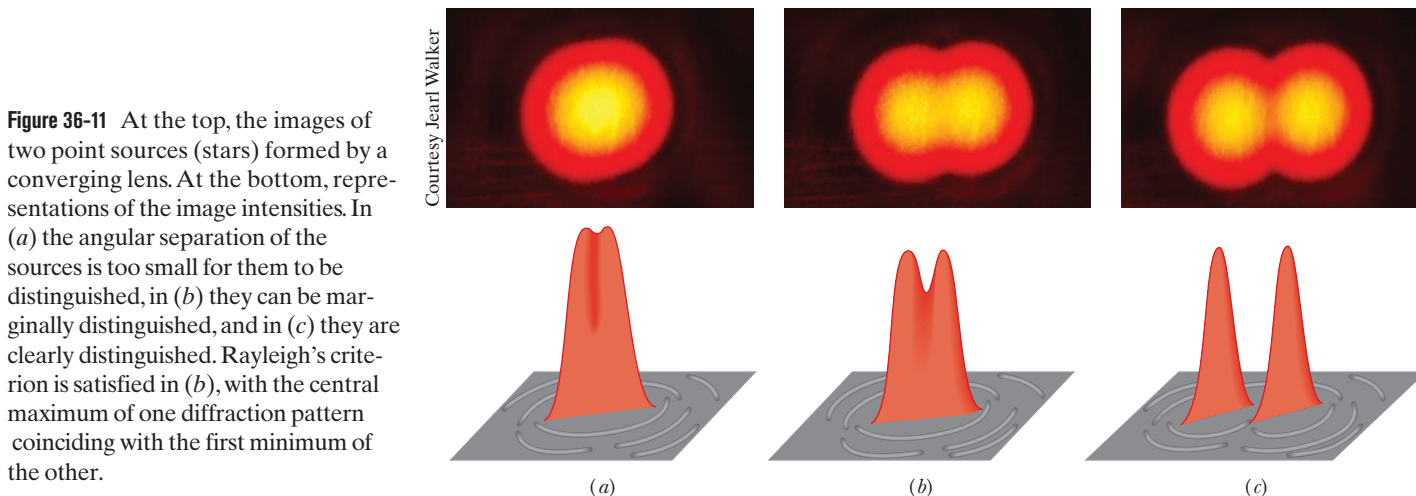 Figure 36-11 At the top, the images of
two point sources (stars) formed by a
converging lens. At the bottom, repre-
sentations of the image intensities. In
(a) the angular separation of the
sources is too small for them to be
distinguished, in (b) they can be mar-
ginally distinguished, and in (c) they are
clearly distinguished. Rayleigh's crite-
rion is satisfied in (b), with the central
maximum of one diffraction pattern
coinciding with the first minimum of
the other.
Courtesy Jearl Walker
(a)
(b)
(c)